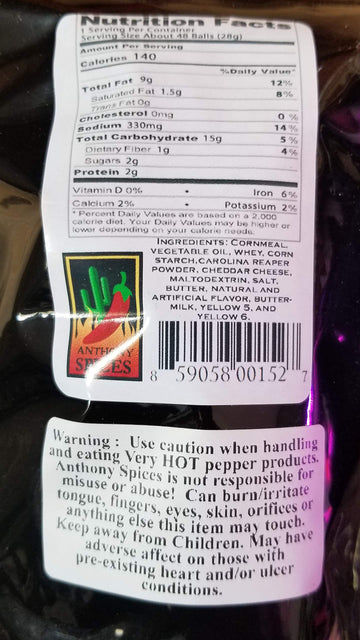 Nutrition Facts
1 Serving Per Container
Serving Size About 48 Balls (28g)
Amount Per Serving
Calories 140
%Daily Value*
Total Fat 9g 12%
Saturated Fat 1.5g 8%
Trans Fat 0g
Cholesterol 0mg 0 %
Sodium 330mg 14%
Total Carbohydrate 15g 5%
Dietary Fiber 1g 4%
Sugars 2g
Protein 2g
Vitamin D 0% • Iron 6%
Calcium 2% • Potassium 2%
* Percent Daily Values are based on a 2,000
calorie diet. Your Daily Values may be higher or
lower depending on your calorie needs.
INGREDIENTS: CORNMEAL,
VEGETABLE OIL, WHEY, CORN
STARCH, CAROLINA REAPER
POWDER, CHEDDAR CHEESE,
MALTODEXTRIN, SALT,
BUTTER, NATURAL AND
ARTIFICIAL FLAVOR, BUTTER-
MILK, YELLOW 5, AND
YELLOW 6.
ANTHONY
SPICES
8 59058 00152 7
Warning : Use caution when handling
and eating Very HOT pepper products.
Anthony Spices is not responsible for
misuse or abuse! Can burn/irritate
tongue, fingers, eyes, skin, orifices or
anything else this item may touch.
Keep away from Children. May have
adverse affect on those with
pre-existing heart and/or ulcer
conditions.